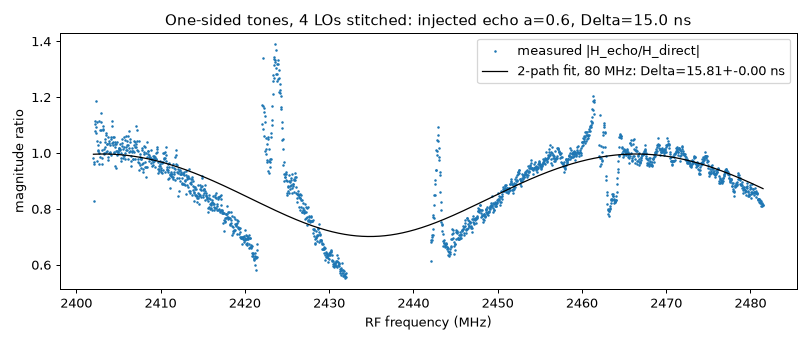 One-sided tones, 4 LOs stitched: injected echo a=0.6, Delta=15.0 ns
measured |H_echo/H_direct|
2-path fit, 80 MHz: Delta=15.81+-0.00 ns
magnitude ratio
1.4
1.2
1.0
0.8
0.6
2400 2410 2420 2430 2440 2450 2460 2470 2480
RF frequency (MHz)